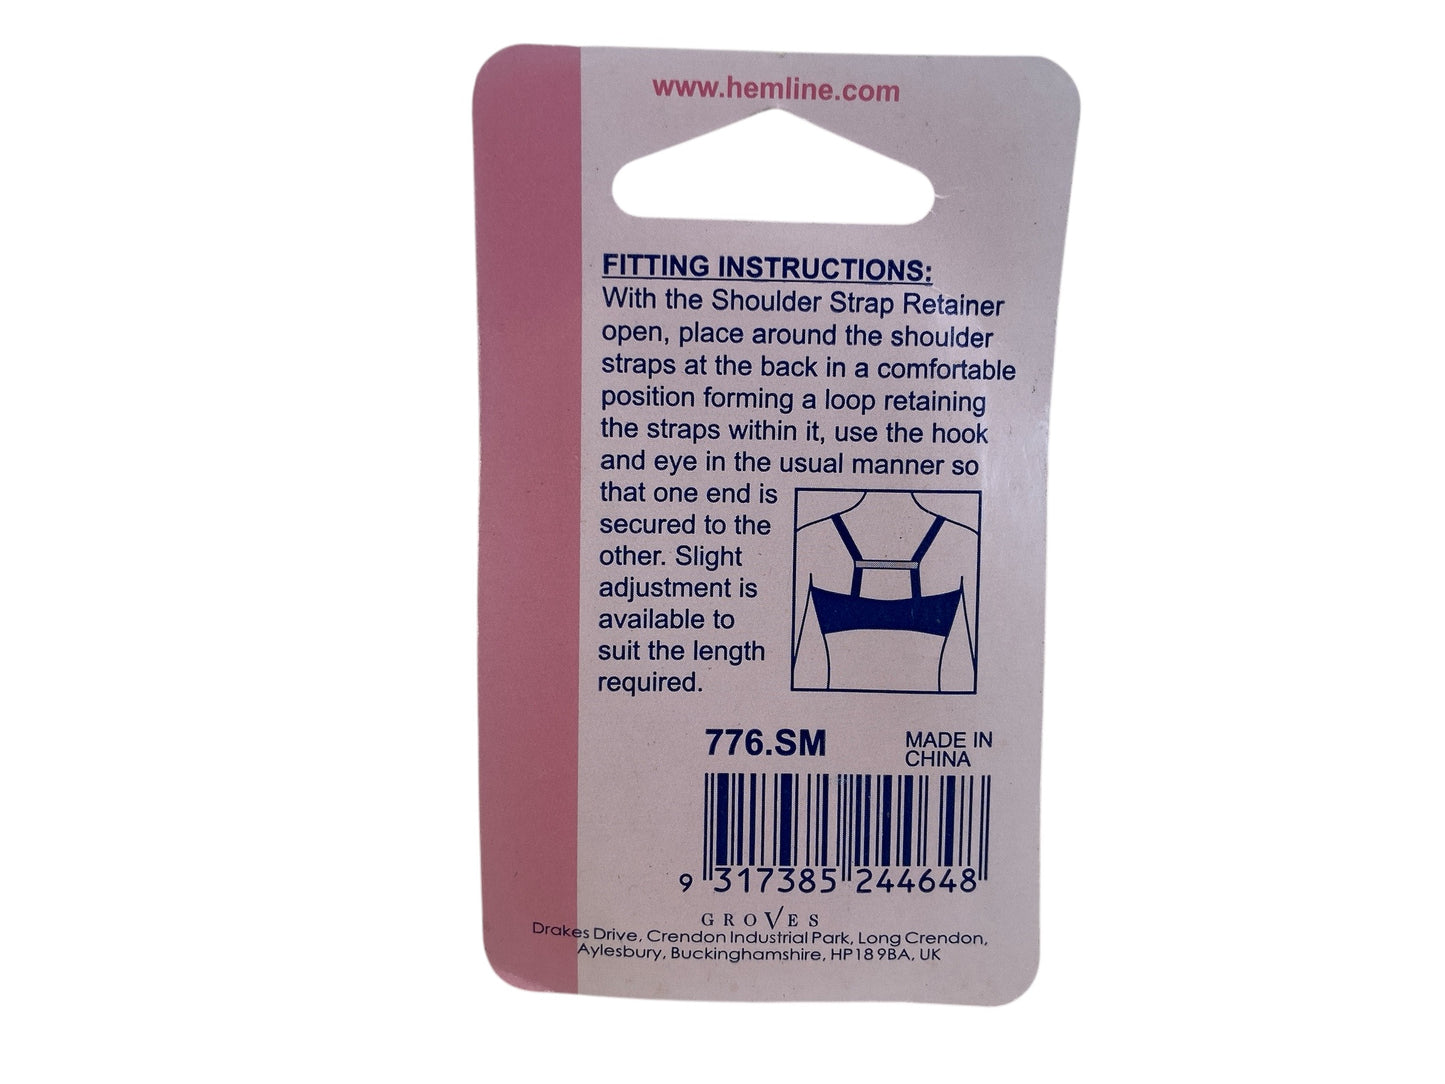 www.hemline.com
FITTING INSTRUCTIONS:
With the Shoulder Strap Retainer
open, place around the shoulder
straps at the back in a comfortable
position forming a loop retaining
the straps within it, use the hook
and eye in the usual manner so
that one end is
secured to the
other. Slight
adjustment is
available to
suit the length
required.
776.SM
MADE IN
CHINA
9 317385 244648
GROVES
Drakes Drive, Crendon Industrial Park, Long Crendon,
Aylesbury, Buckinghamshire, HP18 9BA, UK